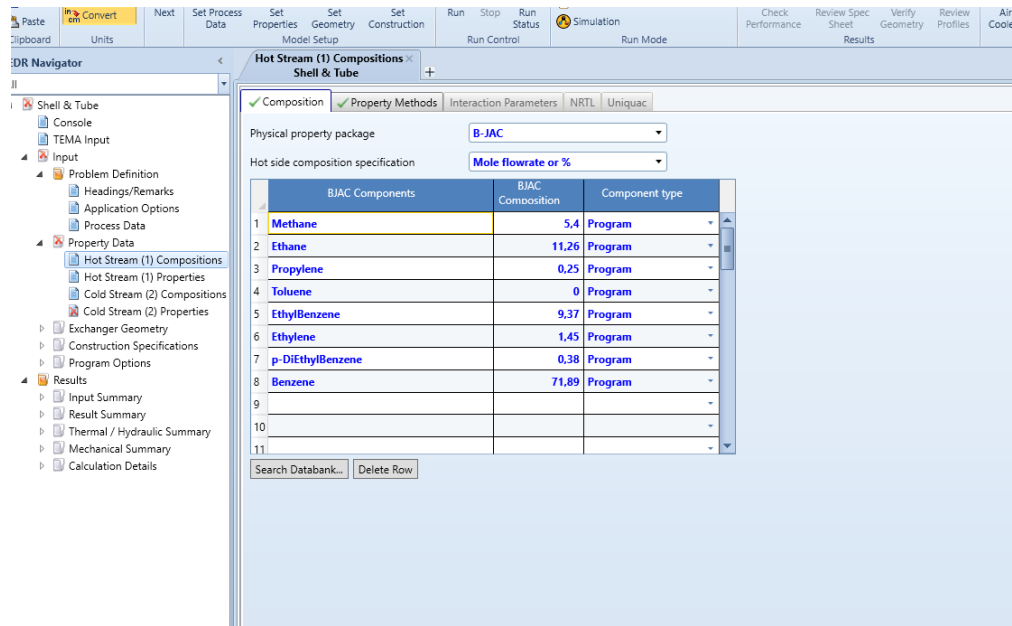 Paste
in
cm
Convert
Next
Set Process
Data
Set
Properties
Set
Geometry
Set
Construction
Run
Stop
Run
Status
Simulation
Check
Performance
Review Spec
Sheet
Verify
Geometry
Review
Profiles
Air
Coole
Clipboard
Units
Model Setup
Run Control
Run Mode
Results
EDR Navigator
Hot Stream (1) Compositions
Shell & Tube
+
Shell & Tube
Console
TEMA Input
Input
Problem Definition
Headings/Remarks
Application Options
Process Data
Property Data
Hot Stream (1) Compositions
Hot Stream (1) Properties
Cold Stream (2) Compositions
Cold Stream (2) Properties
Exchanger Geometry
Construction Specifications
Program Options
Results
Input Summary
Result Summary
Thermal / Hydraulic Summary
Mechanical Summary
Calculation Details
Composition
Property Methods
Interaction Parameters
NRTL
Uniquac
Physical property package
B-JAC
Hot side composition specification
Mole flowrate or %
BJAC Components
BJAC
Composition
Component type
1 Methane 5,4 Program
2 Ethane 11,26 Program
3 Propylene 0,25 Program
4 Toluene 0 Program
5 EthylBenzene 9,37 Program
6 Ethylene 1,45 Program
7 p-DiEthylBenzene 0,38 Program
8 Benzene 71,89 Program
9
10
11
Search Databank...
Delete Row